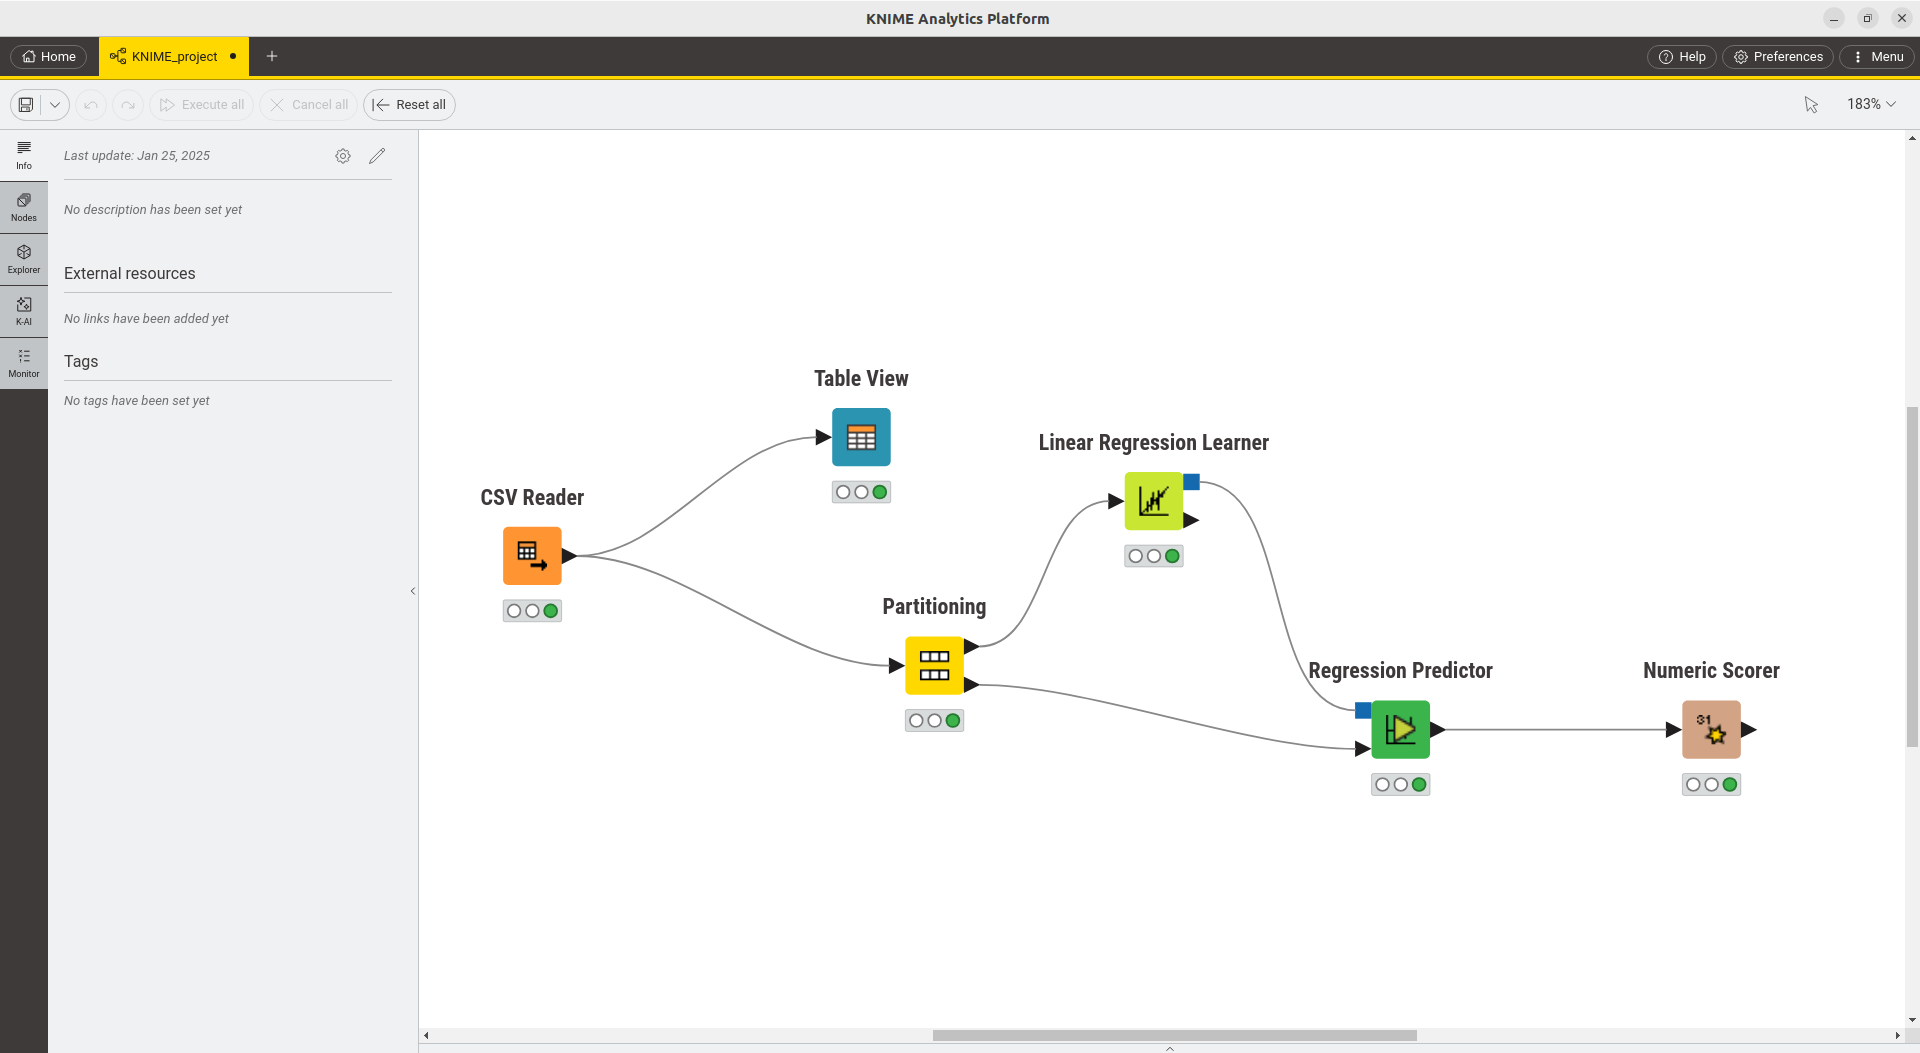 KNIME Analytics Platform
Home
KNIME_project
Help
Preferences
Menu
Execute all
Cancel all
Reset all
183%
Info
Nodes
Explorer
K-AI
Monitor
Last update: Jan 25, 2025
No description has been set yet
External resources
No links have been added yet
Tags
No tags have been set yet
Table View
Linear Regression Learner
CSV Reader
Partitioning
Regression Predictor
Numeric Scorer
31